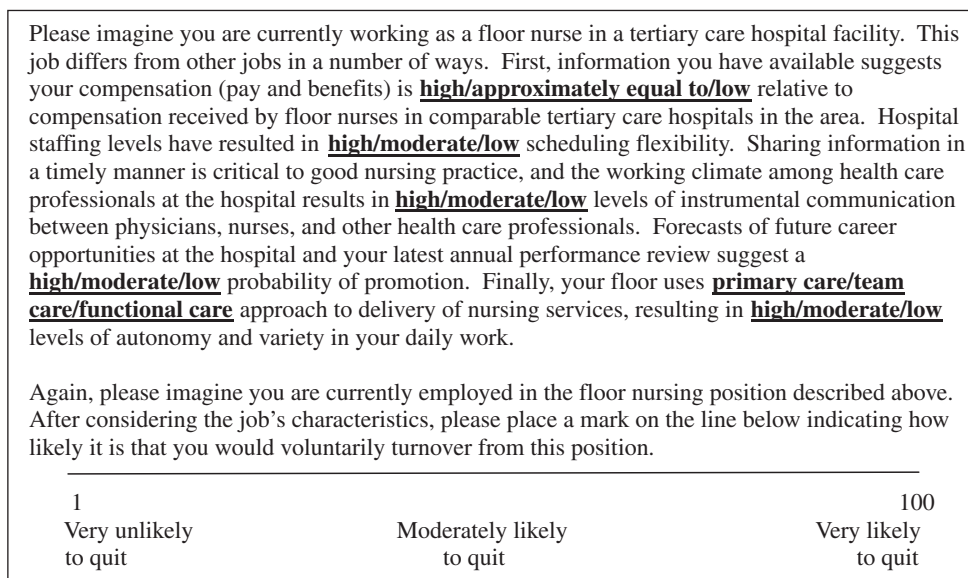 Please imagine you are currently working as a floor nurse in a tertiary care hospital facility. This
job differs from other jobs in a number of ways. First, information you have available suggests
your compensation (pay and benefits) is high/approximately equal to/low relative to
compensation received by floor nurses in comparable tertiary care hospitals in the area. Hospital
staffing levels have resulted in high/moderate/low scheduling flexibility. Sharing information in
a timely manner is critical to good nursing practice, and the working climate among health care
professionals at the hospital results in high/moderate/low levels of instrumental communication
between physicians, nurses, and other health care professionals. Forecasts of future career
opportunities at the hospital and your latest annual performance review suggest a
high/moderate/low probability of promotion. Finally, your floor uses primary care/team
care/functional care approach to delivery of nursing services, resulting in high/moderate/low
levels of autonomy and variety in your daily work.
Again, please imagine you are currently employed in the floor nursing position described above.
After considering the job's characteristics, please place a mark on the line below indicating how
likely it is that you would voluntarily turnover from this position.
1 100
Very unlikely Moderately likely Very likely
to quit to quit to quit